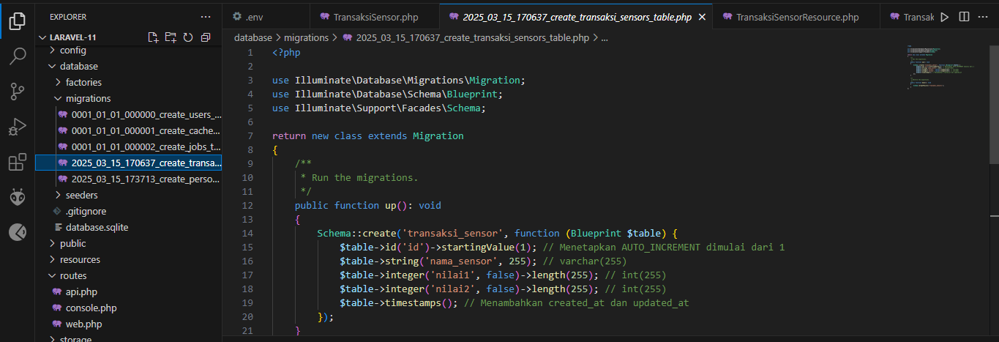 EXPLORER
LARAVEL-11
config
database
factories
migrations
0001_01_01_000000_create_users_...
0001_01_01_000001_create_cache...
0001_01_01_000002_create_jobs_t...
2025_03_15_170637_create_transa...
2025_03_15_173713_create_perso...
seeders
.gitignore
database.sqlite
public
resources
routes
api.php
console.php
web.php
storage
.env
TransaksiSensor.php
2025_03_15_170637_create_transaksi_sensors_table.php
TransaksiSensorResource.php
Transak
database > migrations > 2025_03_15_170637_create_transaksi_sensors_table.php > ...
1 <?php
2
3 use Illuminate\Database\Migrations\Migration;
4 use Illuminate\Database\Schema\Blueprint;
5 use Illuminate\Support\Facades\Schema;
6
7 return new class extends Migration
8 {
9 /**
10 * Run the migrations.
11 */
12 public function up(): void
13 {
14 Schema::create('transaksi_sensor', function (Blueprint $table) {
15 $table->id('id')->startingValue(1); // Menetapkan AUTO_INCREMENT dimulai dari 1
16 $table->string('nama_sensor', 255); // varchar(255)
17 $table->integer('nilai1', false)->length(255); // int(255)
18 $table->integer('nilai2', false)->length(255); // int(255)
19 $table->timestamps(); // Menambahkan created_at dan updated_at
20 });
21 }